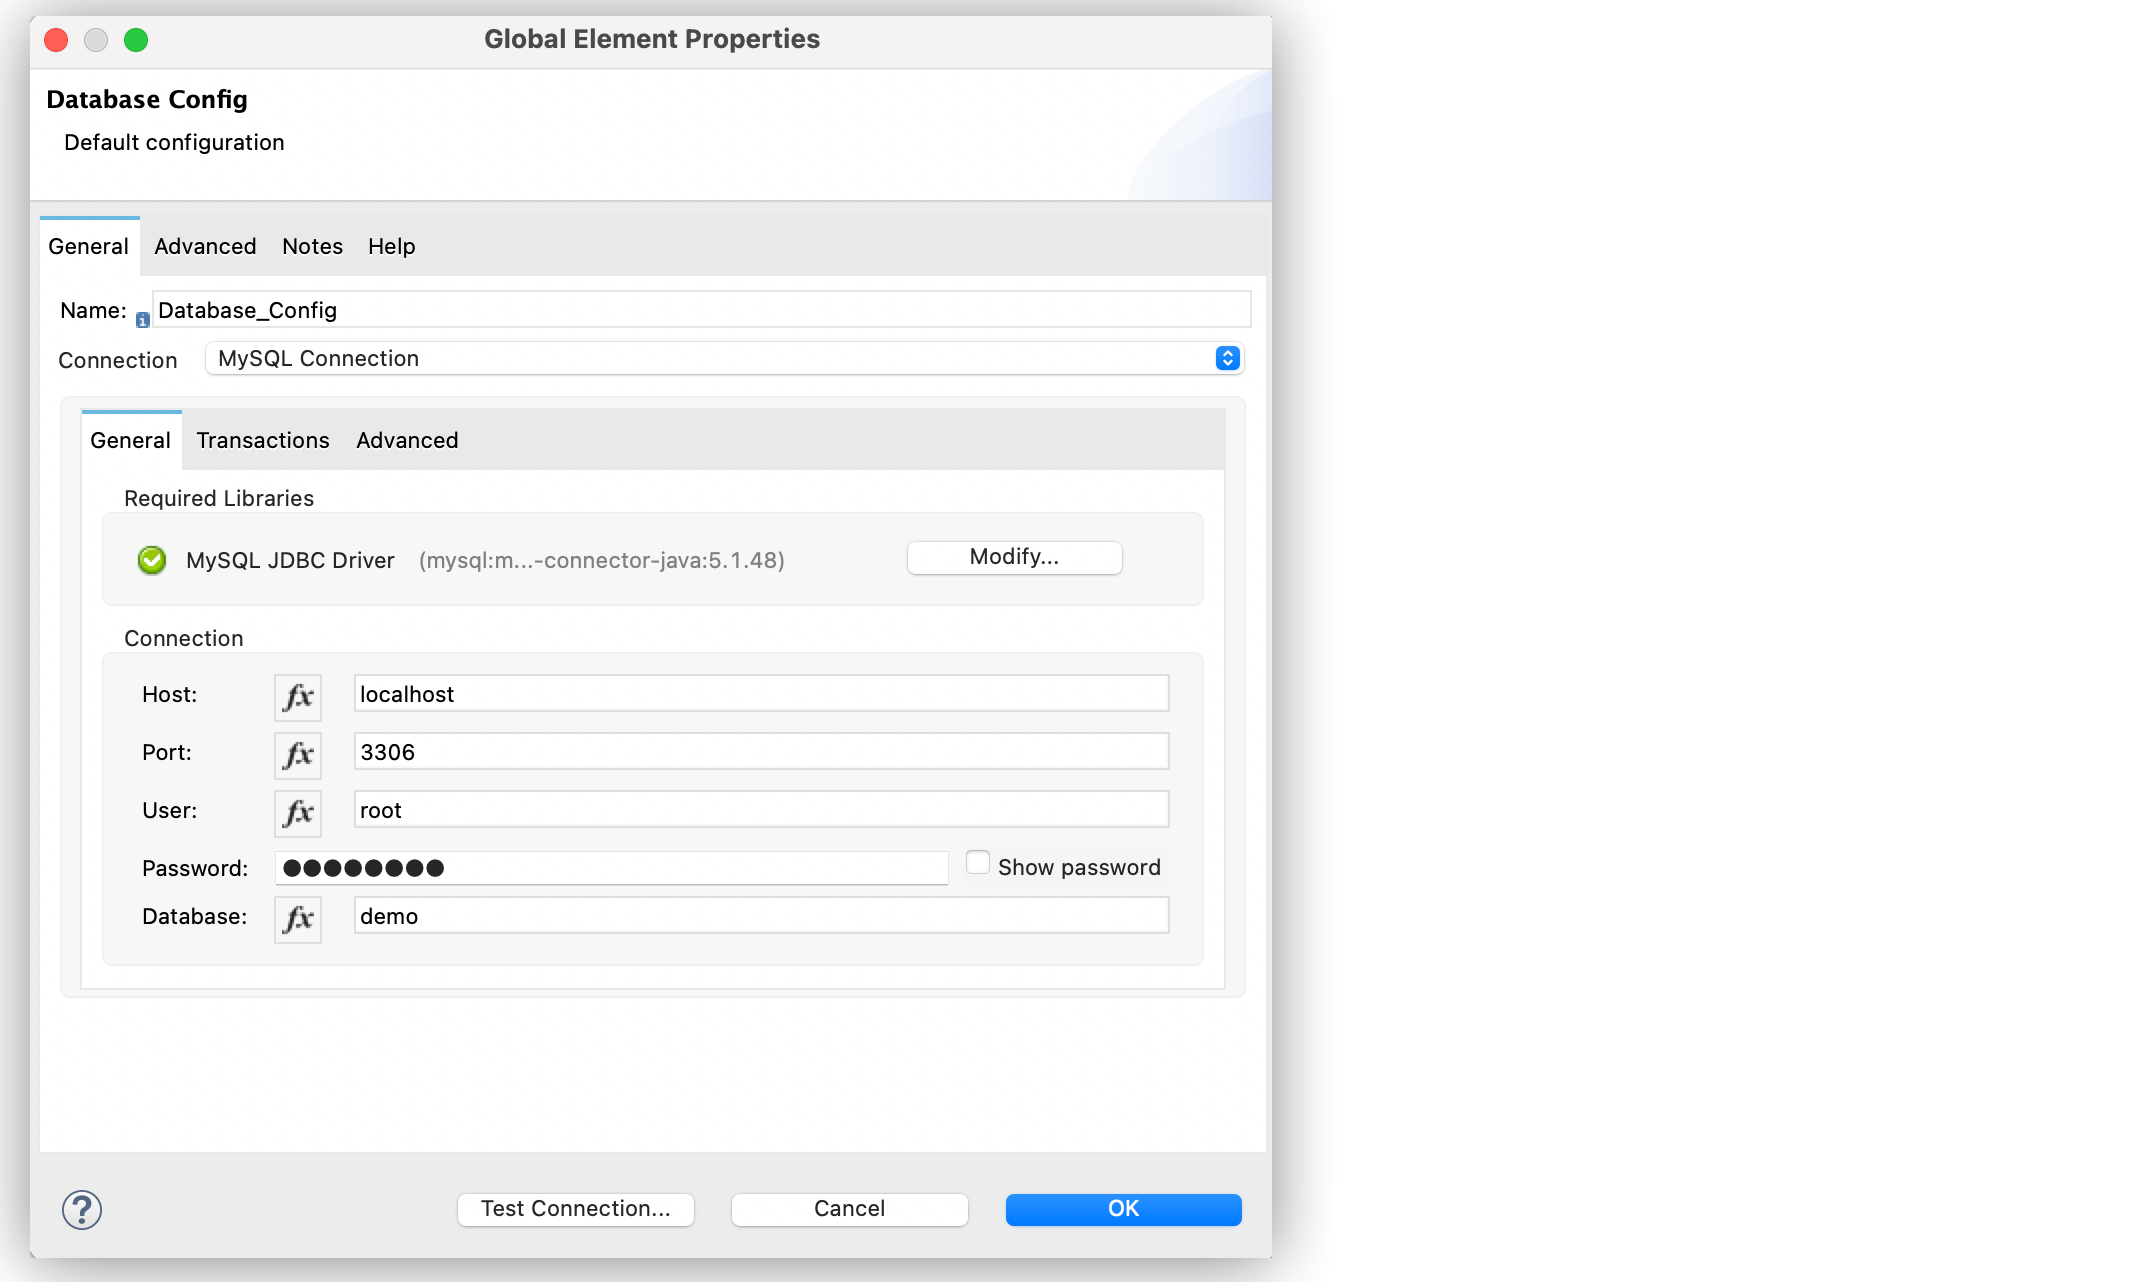 Global Element Properties
Database Config
Default configuration
General Advanced Notes Help
Name: Database_Config
Connection MySQL Connection
General Transactions Advanced
Required Libraries
MySQL JDBC Driver (mysql:m...-connector-java:5.1.48) Modify...
Connection
Host: fx localhost
Port: fx 3306
User: fx root
Password: ●●●●●●●● Show password
Database: fx demo
? Test Connection... Cancel OK